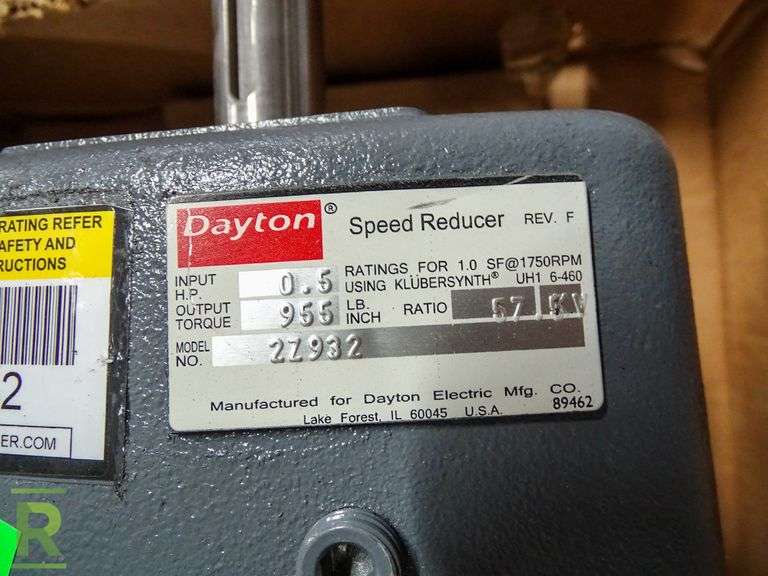 RATING REFER
AFETY AND
RUCTIONS
2
ER.COM
Dayton® Speed Reducer REV. F
INPUT H.P. 0.5
RATINGS FOR 1.0 SF@1750RPM
USING KLÜBERSYNTH® UH1 6-460
OUTPUT TORQUE 955 LB. INCH RATIO 57
MODEL NO. 2Z932
Manufactured for Dayton Electric Mfg. CO.
Lake Forest, IL 60045 U.S.A. 89462
R